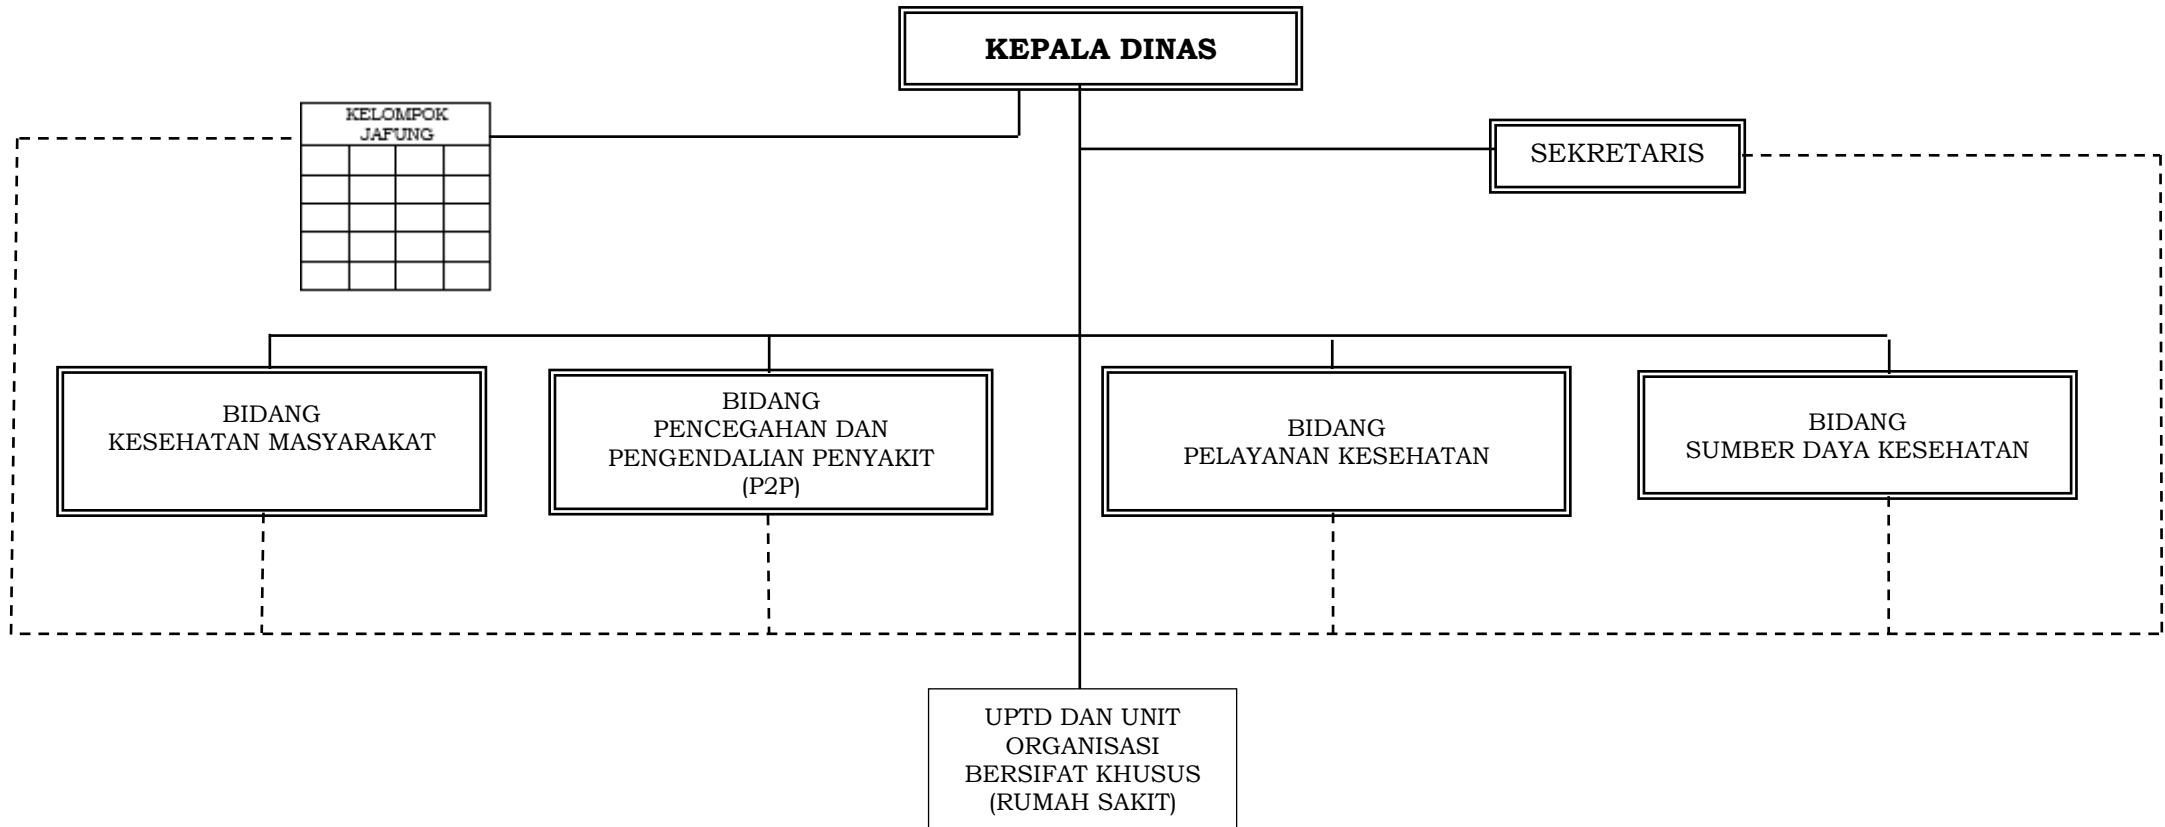 KEPALA DINAS
KELOMPOK
JAFUNG
SEKRETARIS
BIDANG
KESEHATAN MASYARAKAT
BIDANG
PENCEGAHAN DAN
PENGENDALIAN PENYAKIT
(P2P)
BIDANG
PELAYANAN KESEHATAN
BIDANG
SUMBER DAYA KESEHATAN
UPTD DAN UNIT
ORGANISASI
BERSIFAT KHUSUS
(RUMAH SAKIT)